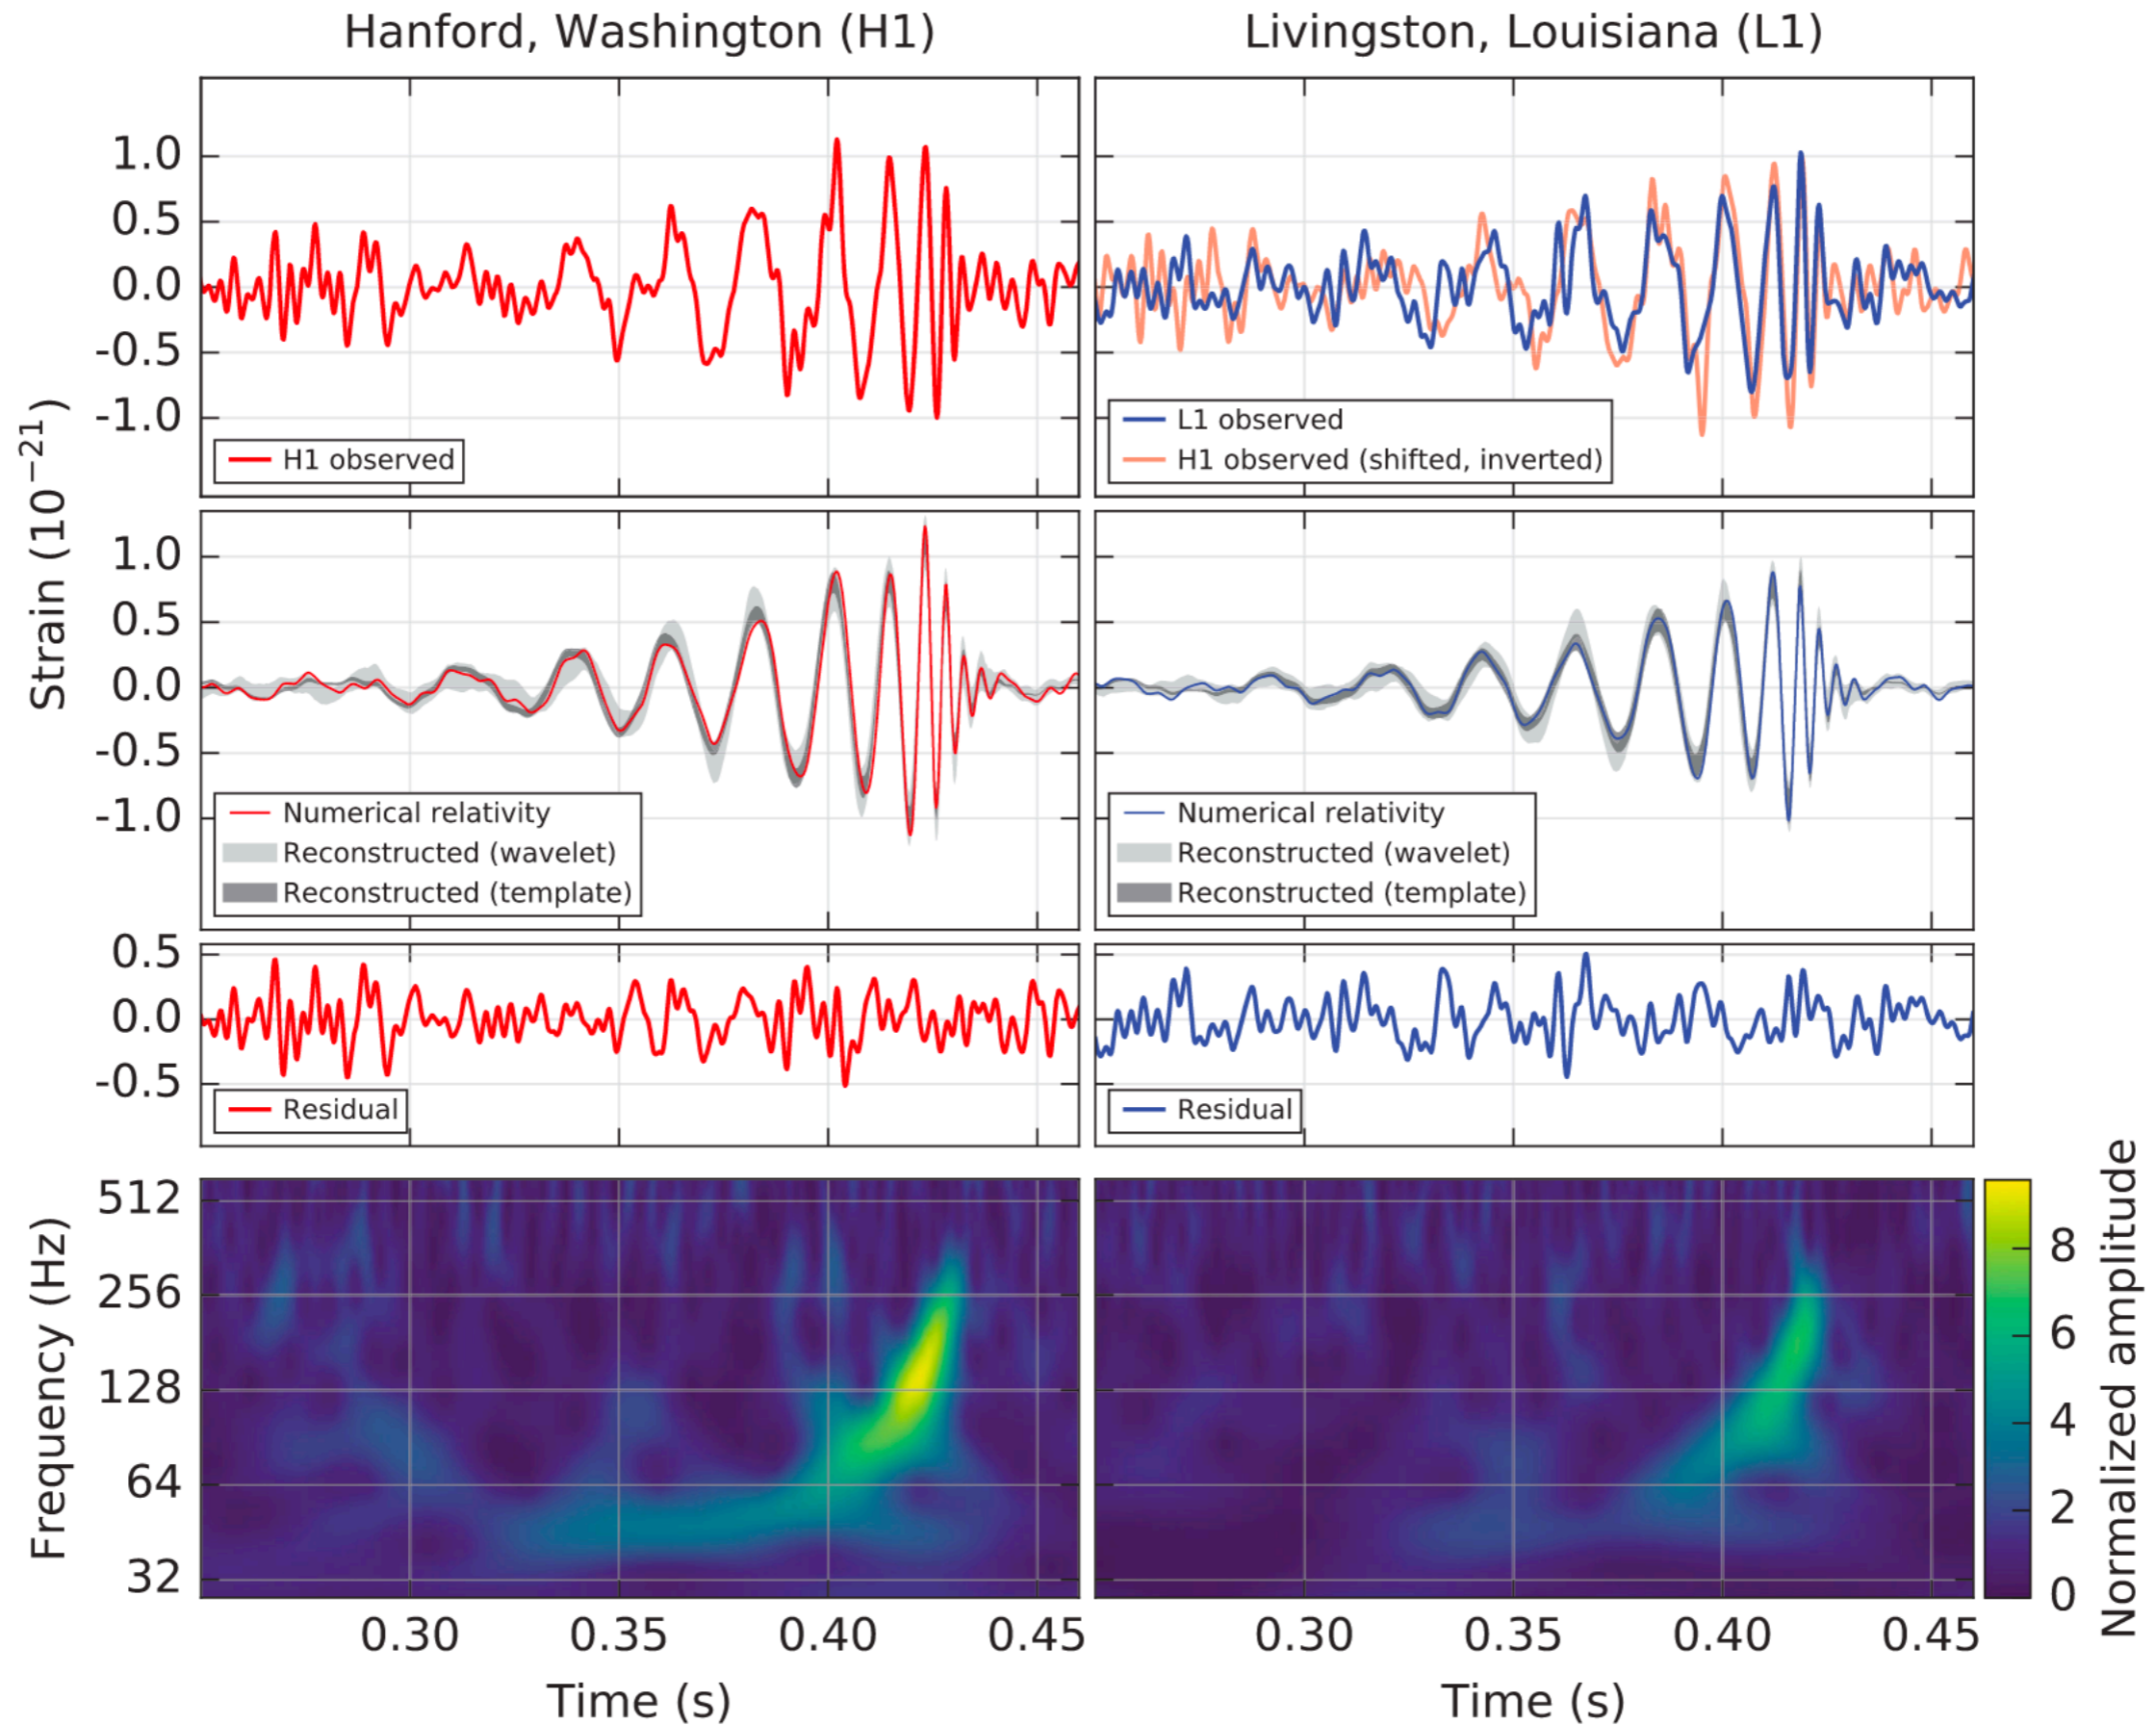 Hanford, Washington (H1)
Livingston, Louisiana (L1)
Strain (10⁻²¹)
1.0
0.5
0.0
-0.5
-1.0
H1 observed
L1 observed
H1 observed (shifted, inverted)
1.0
0.5
0.0
-0.5
-1.0
Numerical relativity
Reconstructed (wavelet)
Reconstructed (template)
Numerical relativity
Reconstructed (wavelet)
Reconstructed (template)
0.5
0.0
-0.5
Residual
Residual
Frequency (Hz)
512
256
128
64
32
Normalized amplitude
8
6
4
2
0
0.30 0.35 0.40 0.45
0.30 0.35 0.40 0.45
Time (s)
Time (s)